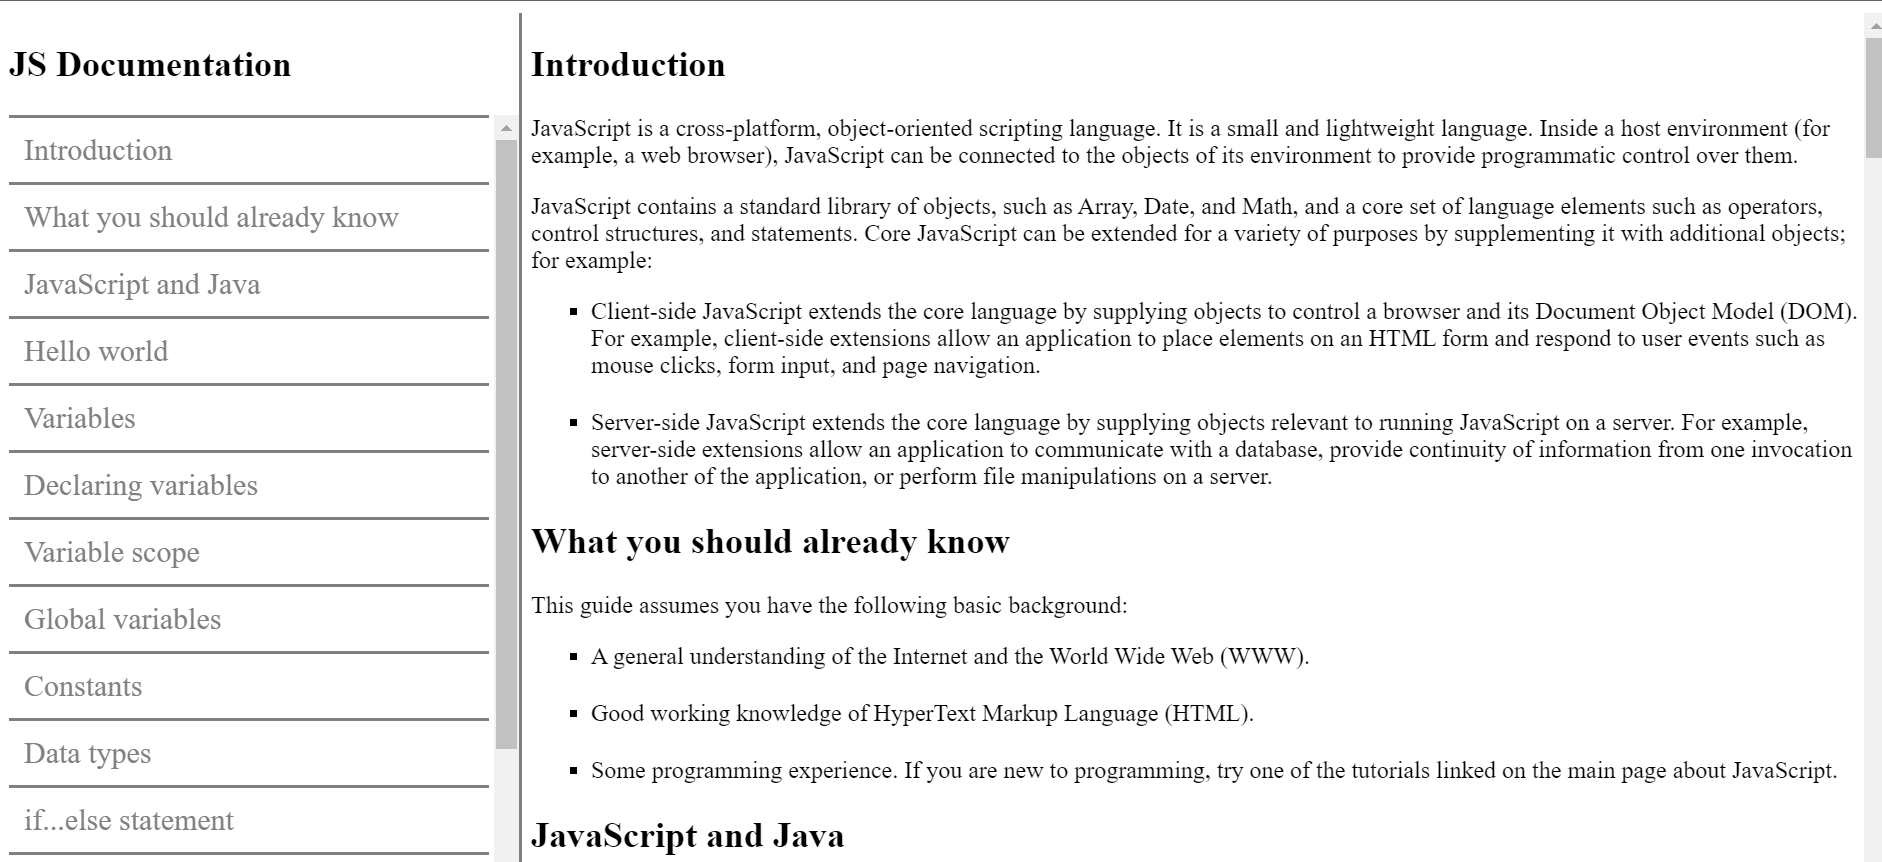 JS Documentation
Introduction
What you should already know
JavaScript and Java
Hello world
Variables
Declaring variables
Variable scope
Global variables
Constants
Data types
if...else statement
Introduction
JavaScript is a cross-platform, object-oriented scripting language. It is a small and lightweight language. Inside a host environment (for
example, a web browser), JavaScript can be connected to the objects of its environment to provide programmatic control over them.
JavaScript contains a standard library of objects, such as Array, Date, and Math, and a core set of language elements such as operators,
control structures, and statements. Core JavaScript can be extended for a variety of purposes by supplementing it with additional objects;
for example:
Client-side JavaScript extends the core language by supplying objects to control a browser and its Document Object Model (DOM).
For example, client-side extensions allow an application to place elements on an HTML form and respond to user events such as
mouse clicks, form input, and page navigation.
Server-side JavaScript extends the core language by supplying objects relevant to running JavaScript on a server. For example,
server-side extensions allow an application to communicate with a database, provide continuity of information from one invocation
to another of the application, or perform file manipulations on a server.
What you should already know
This guide assumes you have the following basic background:
A general understanding of the Internet and the World Wide Web (WWW).
Good working knowledge of HyperText Markup Language (HTML).
Some programming experience. If you are new to programming, try one of the tutorials linked on the main page about JavaScript.
JavaScript and Java